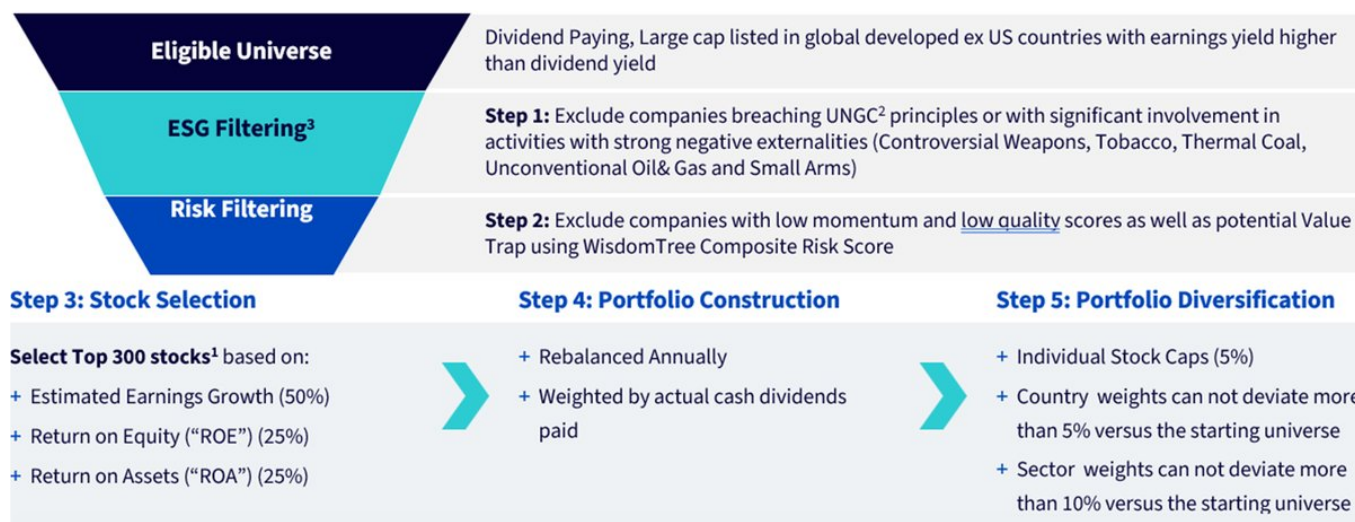 Eligible Universe
Dividend Paying, Large cap listed in global developed ex US countries with earnings yield higher
than dividend yield
ESG Filtering³
Step 1: Exclude companies breaching UNGC² principles or with significant involvement in
activities with strong negative externalities (Controversial Weapons, Tobacco, Thermal Coal,
Unconventional Oil& Gas and Small Arms)
Risk Filtering
Step 2: Exclude companies with low momentum and low quality scores as well as potential Value
Trap using WisdomTree Composite Risk Score
Step 3: Stock Selection
Select Top 300 stocks¹ based on:
+ Estimated Earnings Growth (50%)
+ Return on Equity (“ROE”) (25%)
+ Return on Assets (“ROA”) (25%)
Step 4: Portfolio Construction
+ Rebalanced Annually
+ Weighted by actual cash dividends
paid
Step 5: Portfolio Diversification
+ Individual Stock Caps (5%)
+ Country weights can not deviate more
than 5% versus the starting universe
+ Sector weights can not deviate more
than 10% versus the starting universe